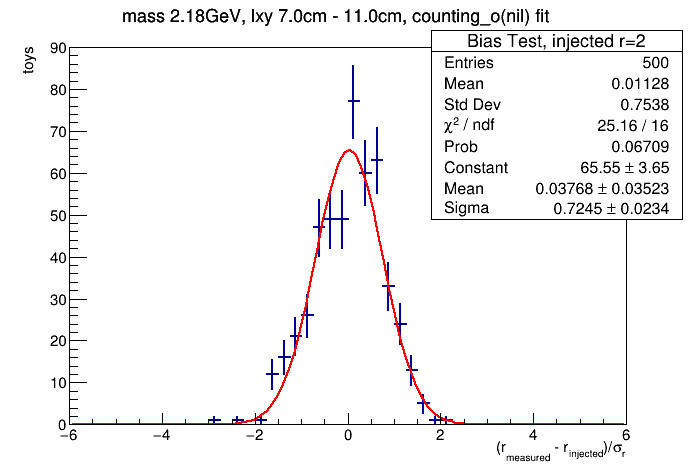 mass 2.18GeV, lxy 7.0cm - 11.0cm, counting_o(nil) fit
Bias Test, injected r=2
Entries 500
Mean 0.01128
Std Dev 0.7538
χ² / ndf 25.16 / 16
Prob 0.06709
Constant 65.55 ± 3.65
Mean 0.03768 ± 0.03523
Sigma 0.7245 ± 0.0234
toys
90
80
70
60
50
40
30
20
10
0
−6 −4 −2 0 2 4 6
(r_measured - r_injected)/σ_r